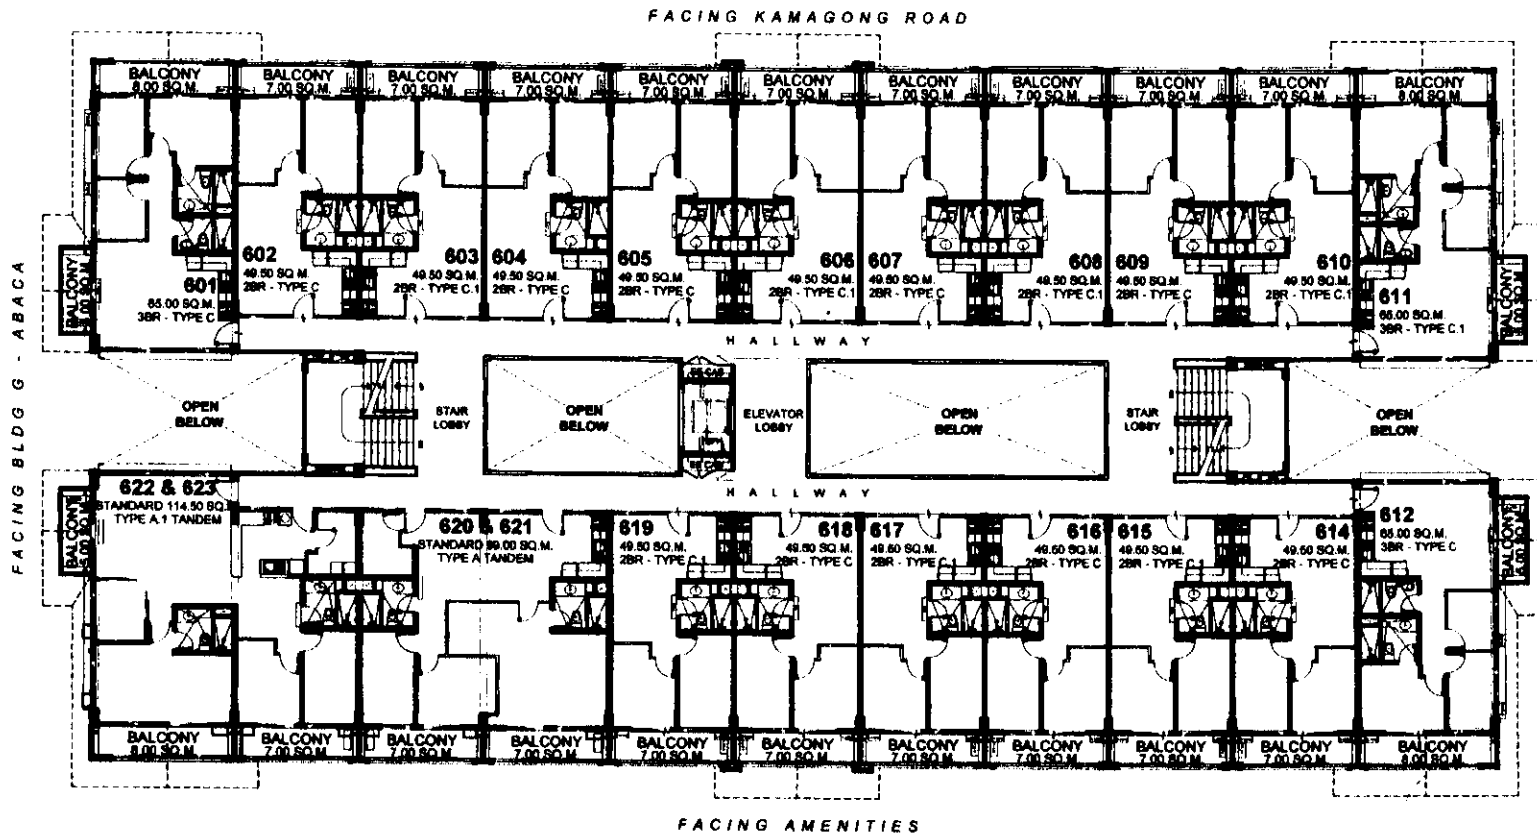 FACING KAMAGONG ROAD
BALCONY
8.00 SQ.M.
BALCONY
7.00 SQ.M.
BALCONY
7.00 SQ.M.
BALCONY
7.00 SQ.M.
BALCONY
7.00 SQ.M.
BALCONY
7.00 SQ.M.
BALCONY
7.00 SQ.M.
BALCONY
7.00 SQ.M.
BALCONY
7.00 SQ.M.
BALCONY
7.00 SQ.M.
BALCONY
8.00 SQ.M.
FACING BLDG G - ABACA
BALCONY
601
65.00 SQ.M.
3BR - TYPE C
602
49.50 SQ.M.
2BR - TYPE C
603
49.50 SQ.M.
2BR - TYPE C.1
604
49.50 SQ.M.
2BR - TYPE C
605
49.50 SQ.M.
2BR - TYPE C
606
49.50 SQ.M.
2BR - TYPE C.1
607
49.50 SQ.M.
2BR - TYPE C
608
49.50 SQ.M.
2BR - TYPE C.1
609
49.50 SQ.M.
2BR - TYPE C
610
49.50 SQ.M.
2BR - TYPE C.1
611
65.00 SQ.M.
3BR - TYPE C.1
BALCONY
HALLWAY
OPEN
BELOW
STAIR
LOBBY
OPEN
BELOW
ELEVATOR
LOBBY
OPEN
BELOW
STAIR
LOBBY
OPEN
BELOW
HALLWAY
BALCONY
622 & 623
STANDARD 114.50 SQ.
TYPE A.1 TANDEM
620 & 621
STANDARD 99.00 SQ.M.
TYPE A TANDEM
619
49.50 SQ.M.
2BR - TYPE C.1
618
49.50 SQ.M.
2BR - TYPE C
617
49.50 SQ.M.
2BR - TYPE C.1
616
49.50 SQ.M.
2BR - TYPE C
615
49.50 SQ.M.
2BR - TYPE C.1
614
49.50 SQ.M.
2BR - TYPE C
612
65.00 SQ.M.
3BR - TYPE C
BALCONY
BALCONY
8.00 SQ.M.
BALCONY
7.00 SQ.M.
BALCONY
7.00 SQ.M.
BALCONY
7.00 SQ.M.
BALCONY
7.00 SQ.M.
BALCONY
7.00 SQ.M.
BALCONY
7.00 SQ.M.
BALCONY
7.00 SQ.M.
BALCONY
7.00 SQ.M.
BALCONY
7.00 SQ.M.
BALCONY
8.00 SQ.M.
FACING AMENITIES